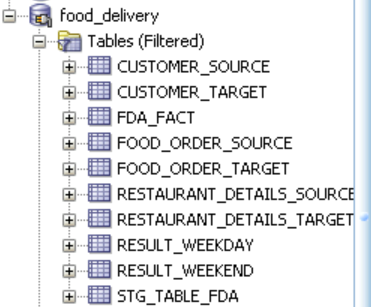 food_delivery
Tables (Filtered)
CUSTOMER_SOURCE
CUSTOMER_TARGET
FDA_FACT
FOOD_ORDER_SOURCE
FOOD_ORDER_TARGET
RESTAURANT_DETAILS_SOURCE
RESTAURANT_DETAILS_TARGET
RESULT_WEEKDAY
RESULT_WEEKEND
STG_TABLE_FDA